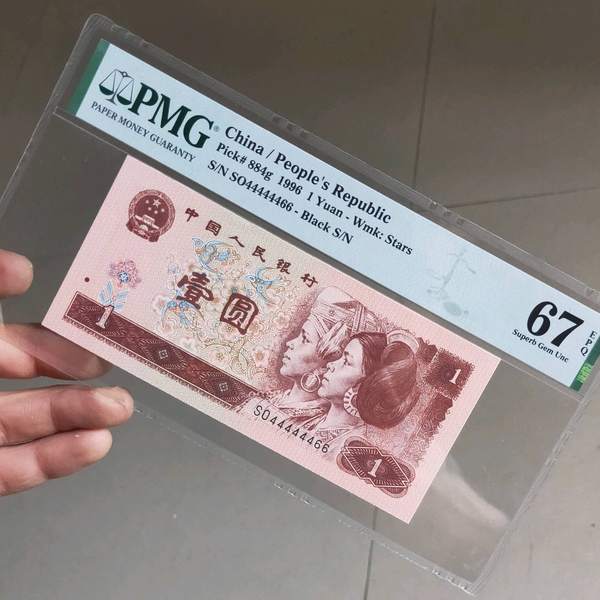 PMG®
PAPER MONEY GUARANTY
China / People's Republic
Pick# 884g 1996 1 Yuan - Wmk: Stars
S/N SO44444466 - Black S/N
67
EPQ
Superb Gem Unc
中国人民银行
壹圆
1
1
SO44444466
1